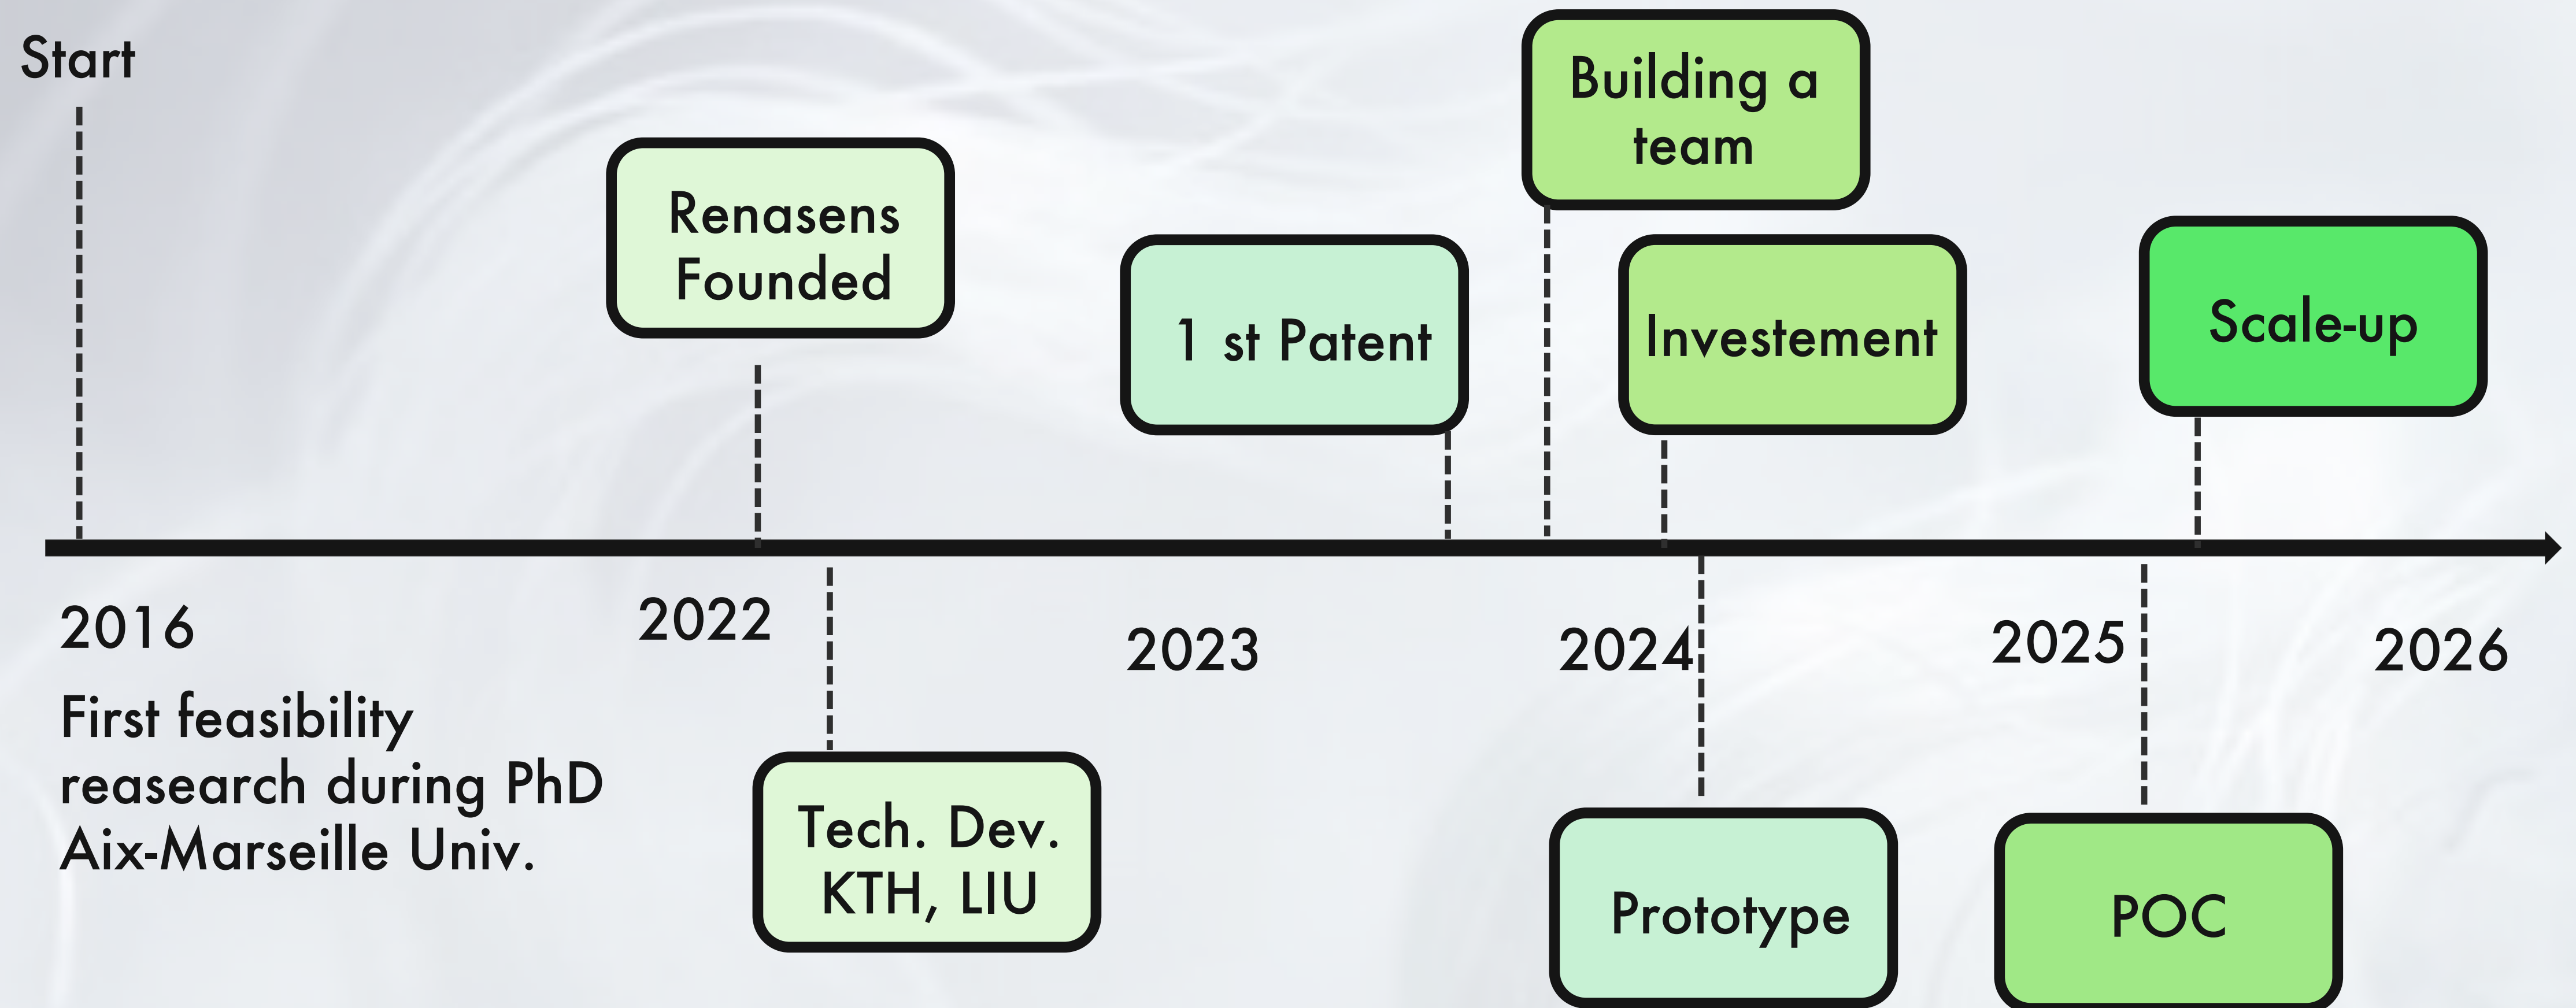 Start
Building a
team
Renasens
Founded
1 st Patent
Investement
Scale-up
2016
2022
2023
2024
2025
2026
First feasibility
reasearch during PhD
Aix-Marseille Univ.
Tech. Dev.
KTH, LIU
Prototype
POC